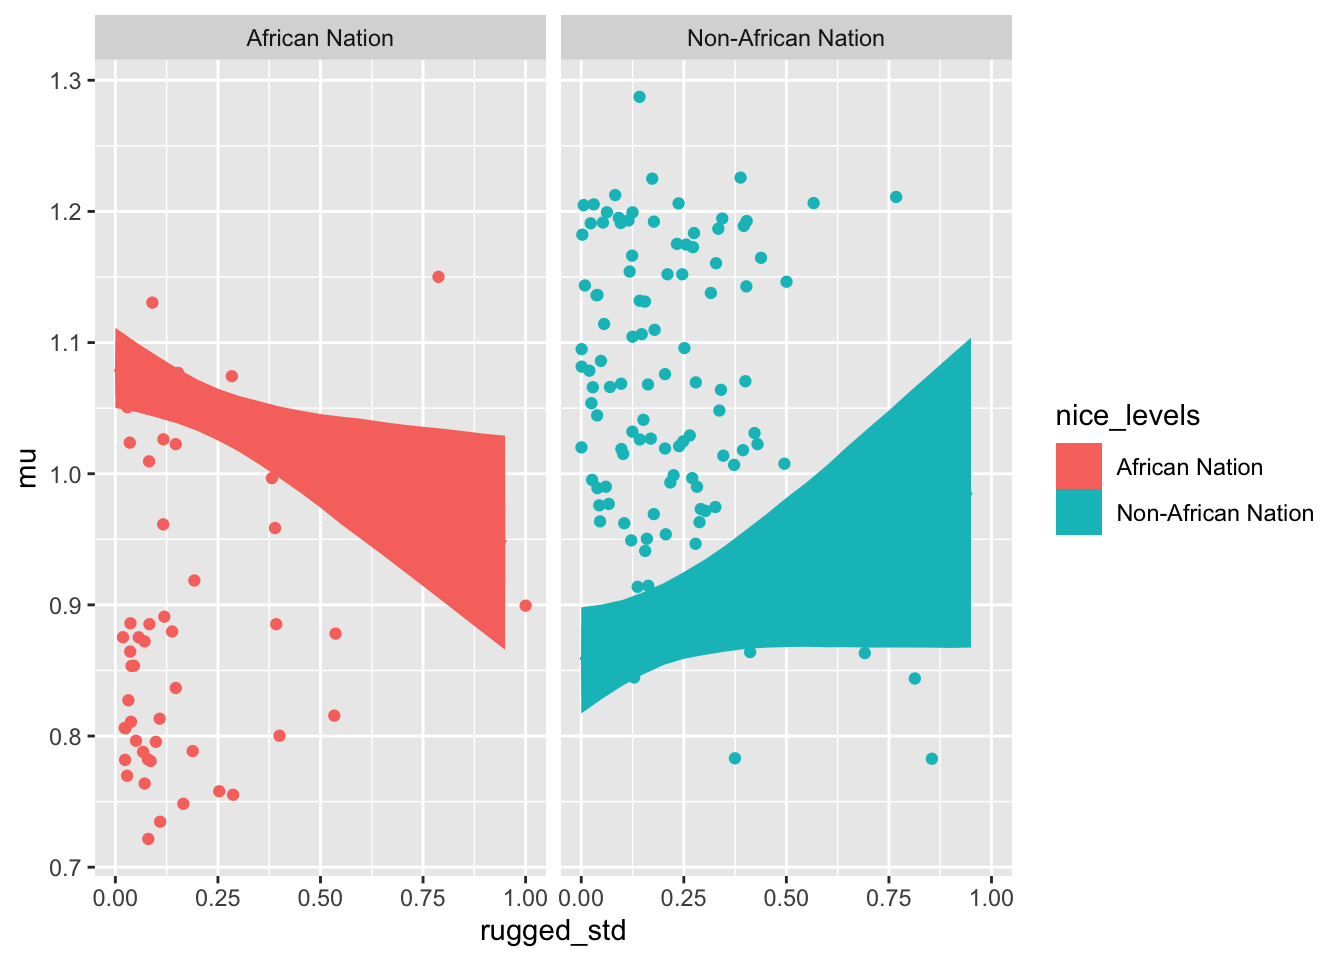 African Nation
Non-African Nation
1.3
1.2
1.1
1.0
0.9
0.8
0.7
mu
0.00 0.25 0.50 0.75 1.00
0.00 0.25 0.50 0.75 1.00
rugged_std
nice_levels
African Nation
Non-African Nation